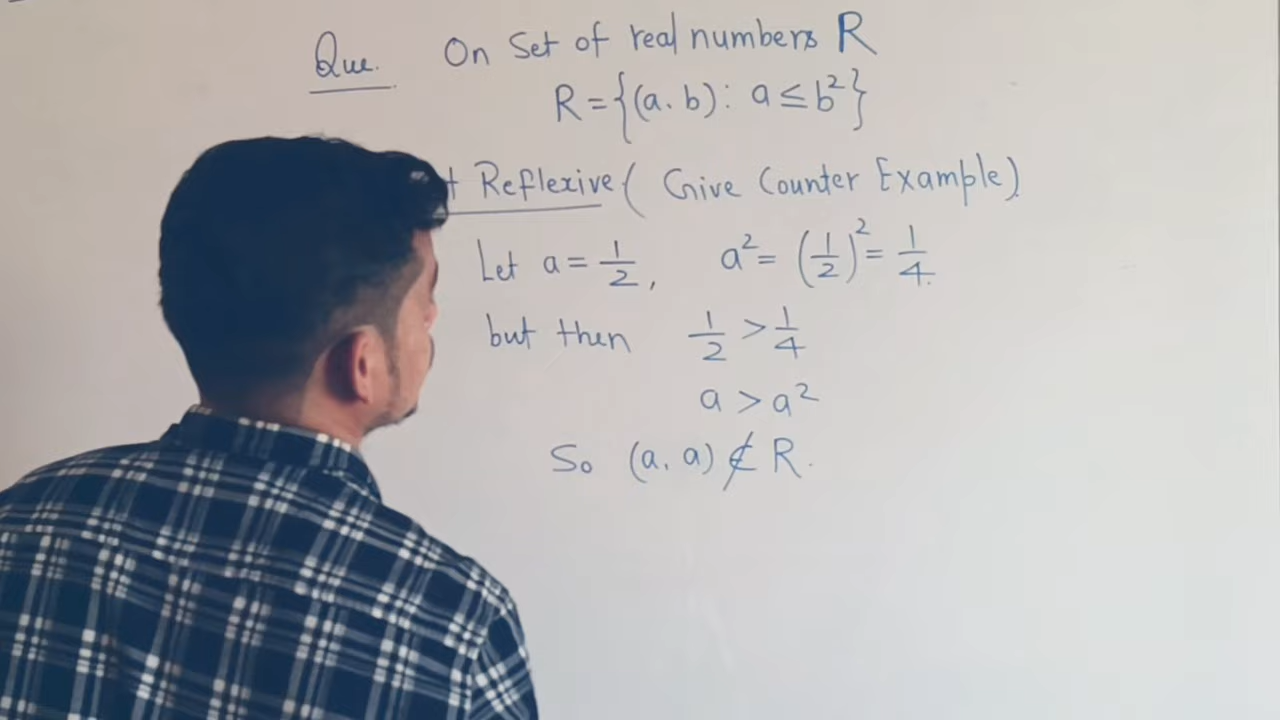 Que. On Set of real numbers R
R = {(a. b) : a ≤ b²}
Reflexive ( Give Counter Example).
Let a = 1/2, a² = (1/2)² = 1/4.
but then 1/2 > 1/4
a > a²
So (a, a) ∉ R.